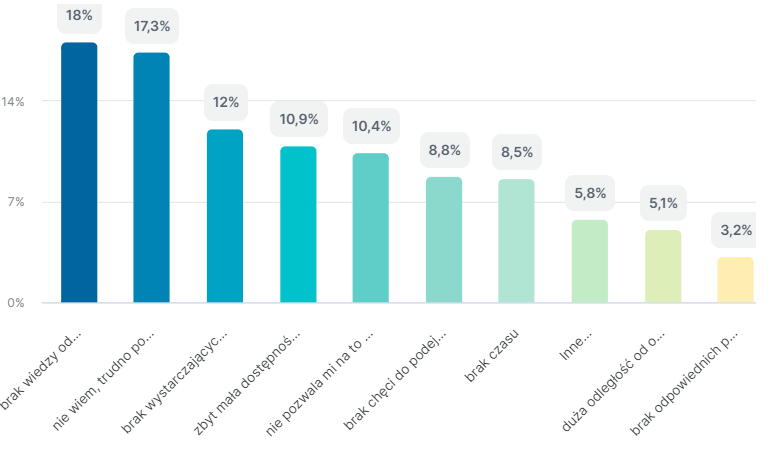 18%
17,3%
12%
10,9%
10,4%
8,8%
8,5%
5,8%
5,1%
3,2%
14%
7%
0%
brak wiedzy od...
nie wiem, trudno po...
brak wystarczającyc...
zbyt mała dostępnoś...
nie pozwala mi na to ...
brak chęci do podej...
brak czasu
Inne...
duża odległość od o...
brak odpowiednich p...